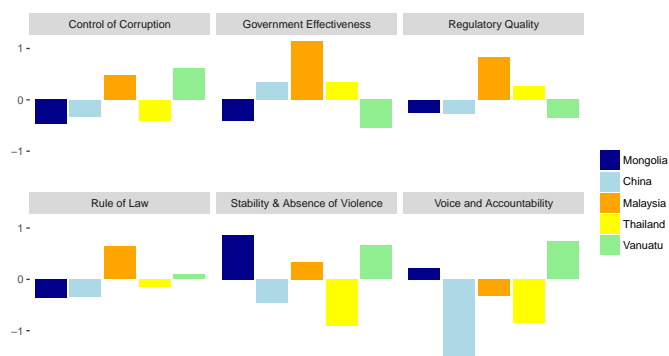 Control of Corruption
Government Effectiveness
Regulatory Quality
1
0
−1
Rule of Law
Stability & Absence of Violence
Voice and Accountability
1
0
−1
Mongolia
China
Malaysia
Thailand
Vanuatu